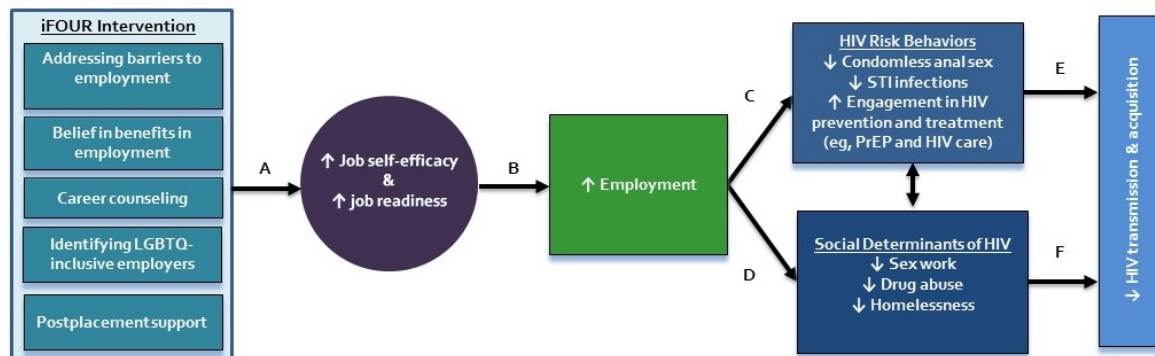 iFOUR Intervention
Addressing barriers to
employment
Belief in benefits in
employment
Career counseling
Identifying LGBTQ-
inclusive employers
Postplacement support
A
↑ Job self-efficacy
&
↑ job readiness
B
↑ Employment
C
D
HIV Risk Behaviors
↓ Condomless anal sex
↓ STI infections
↑ Engagement in HIV
prevention and treatment
(eg, PrEP and HIV care)
Social Determinants of HIV
↓ Sex work
↓ Drug abuse
↓ Homelessness
E
F
↓ HIV transmission & acquisition